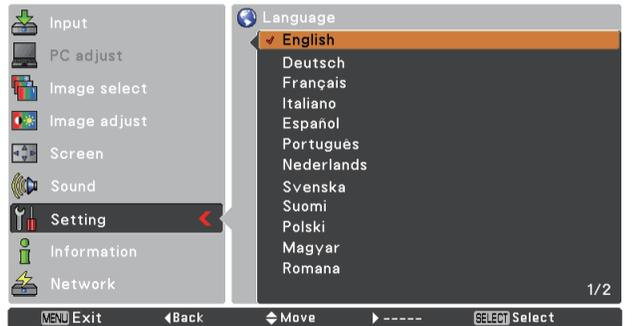 Input
PC adjust
Image select
Image adjust
Screen
Sound
Setting
Information
Network
Language
English
Deutsch
Français
Italiano
Español
Português
Nederlands
Svenska
Suomi
Polski
Magyar
Romana
1/2
MENU Exit
Back
Move
-----
SELECT Select